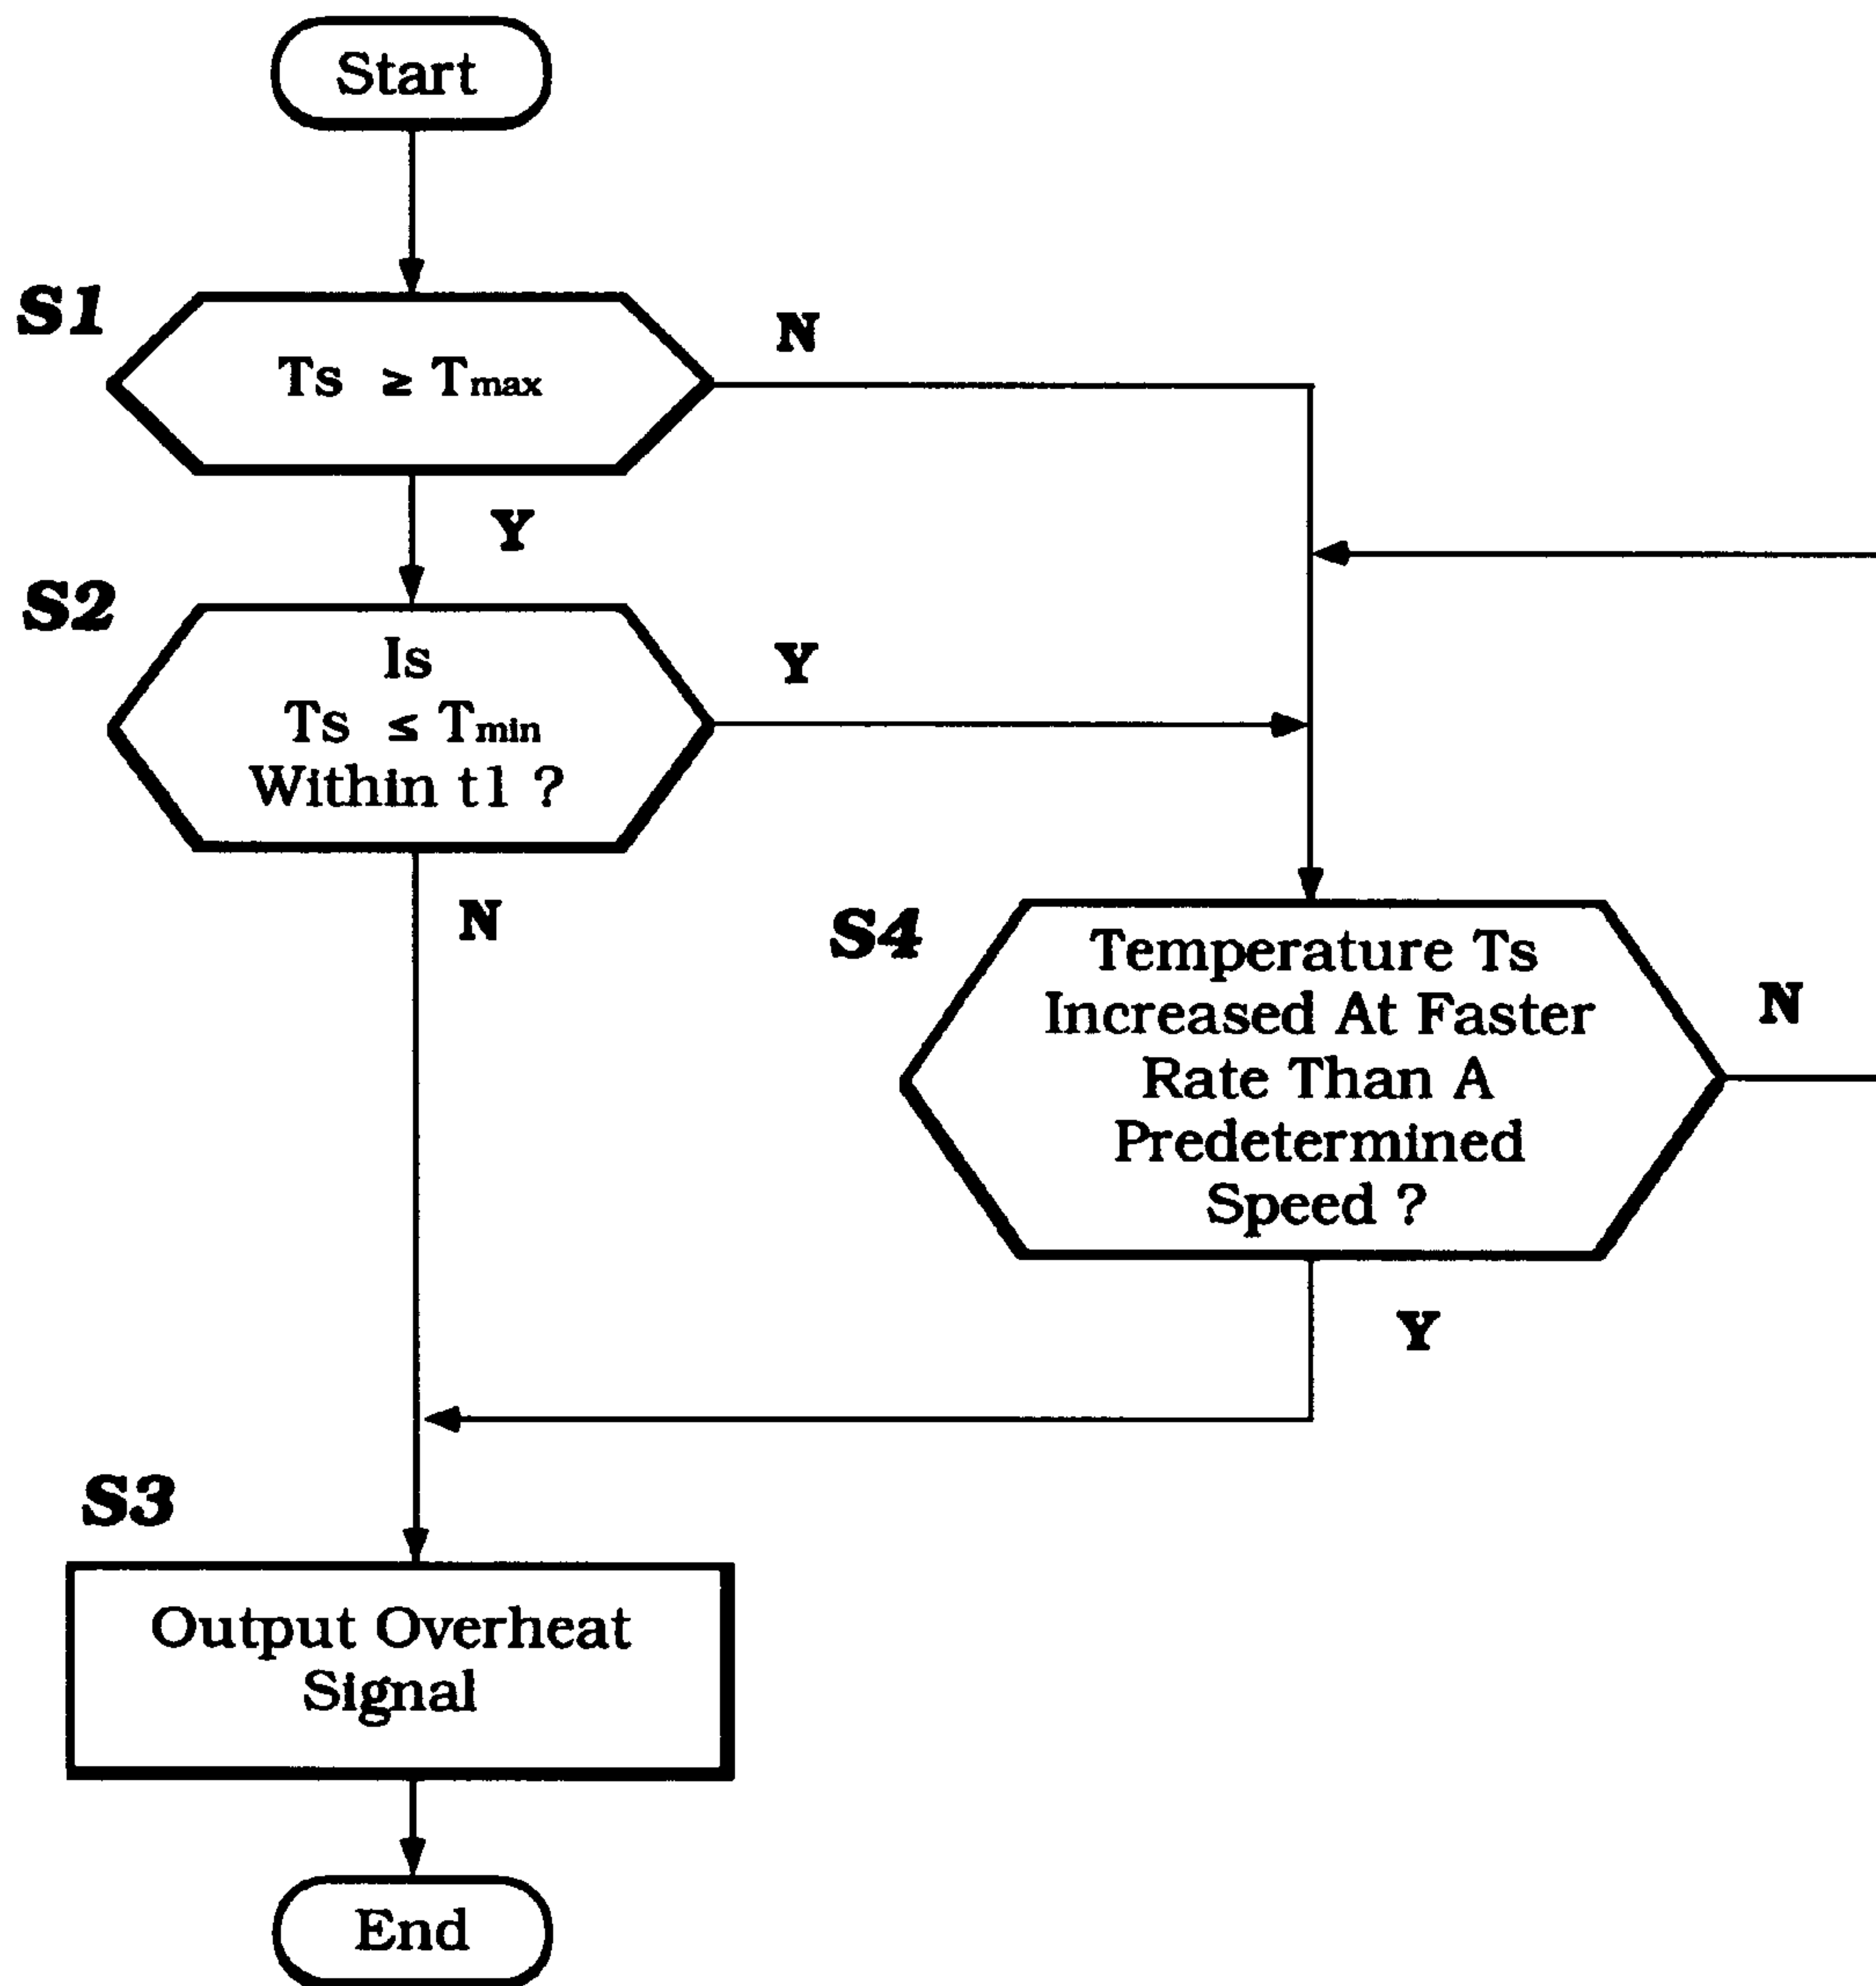 Start
S1
Ts ≥ Tmax
N
Y
S2
Is
Ts ≤ Tmin
Within t1 ?
Y
N
S4
Temperature Ts
Increased At Faster
Rate Than A
Predetermined
Speed ?
N
Y
S3
Output Overheat
Signal
End